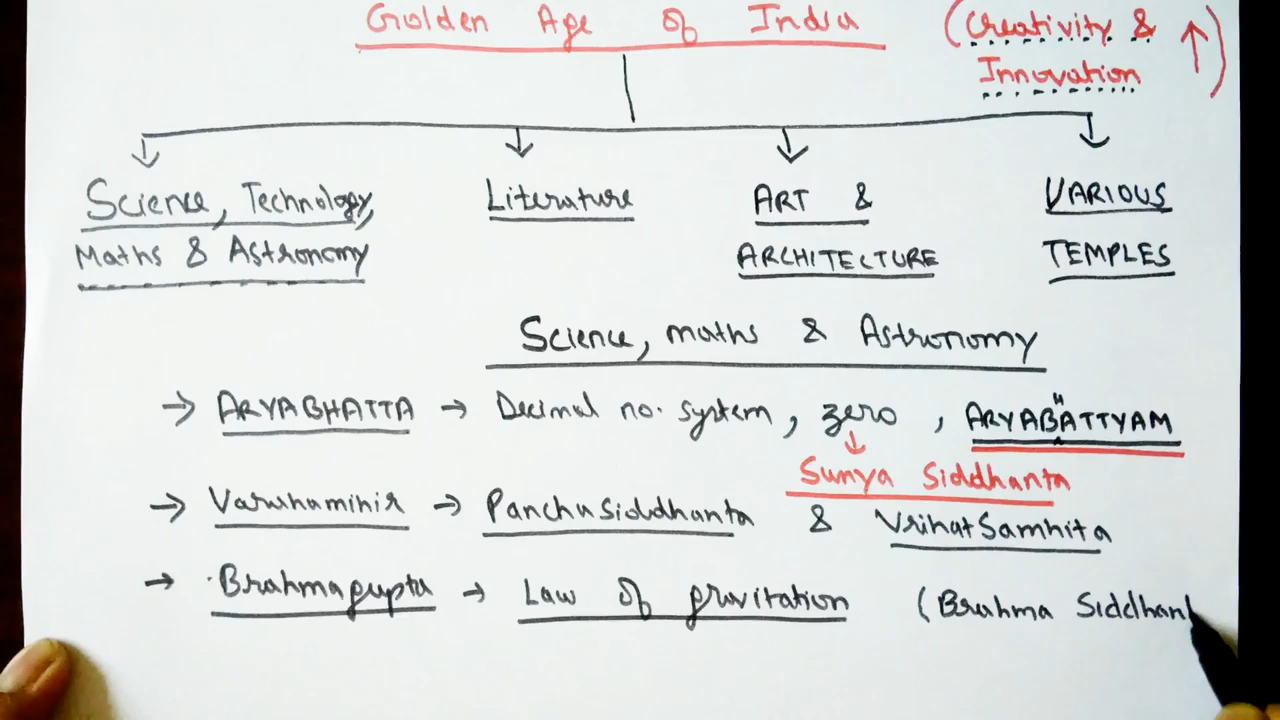 Golden Age of India (Creativity &
Innovation ↑)
Science, Technology, Literature ART & VARIOUS
Maths & Astronomy ARCHITECTURE TEMPLES
Science, maths & Astronomy
→ ARYABHATTA → Decimal no. system, zero, ARYABHATTYAM
↓
Sunya Siddhanta
→ Varahamihir → Panchasiddhanta & VrihatSamhita
→ Brahmagupta → Law of gravitation (Brahma Siddhant